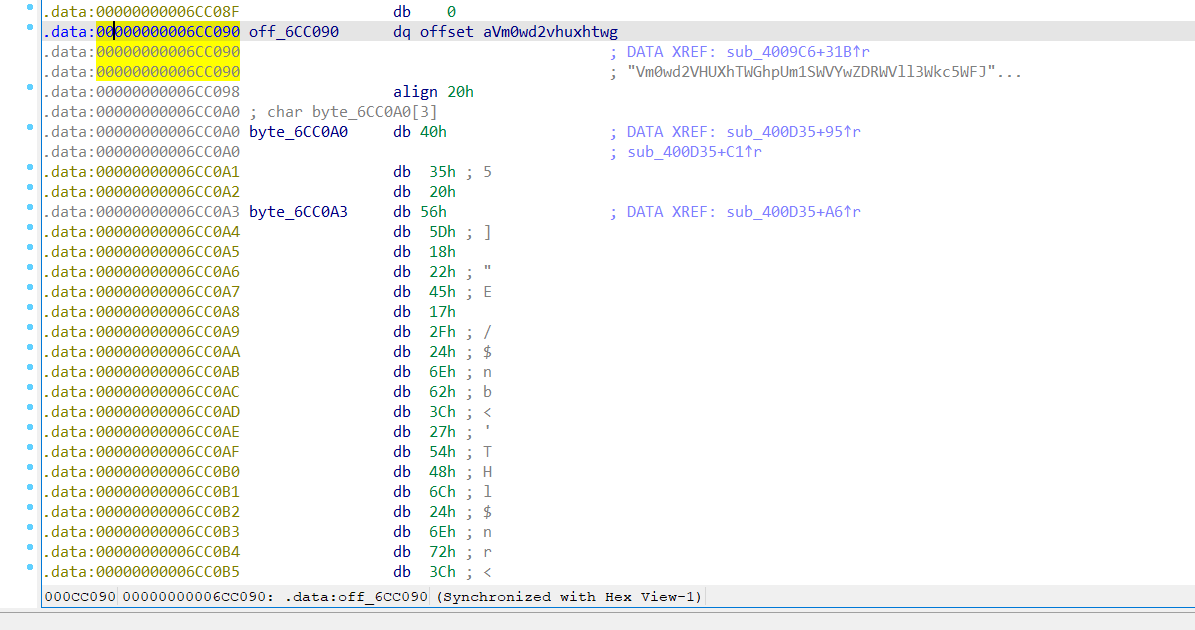 .data:00000000006CC08F db 0
.data:00000000006CC090 off_6CC090 dq offset aVm0wd2vhuxhtwg
.data:00000000006CC090 ; DATA XREF: sub_4009C6+31B↑r
.data:00000000006CC090 ; "Vm0wd2VHUXhTWGhpUm1SWVYwZDRWVll3Wkc5WFJ"...
.data:00000000006CC098 align 20h
.data:00000000006CC0A0 ; char byte_6CC0A0[3]
.data:00000000006CC0A0 byte_6CC0A0 db 40h ; DATA XREF: sub_400D35+95↑r
.data:00000000006CC0A0 ; sub_400D35+C1↑r
.data:00000000006CC0A1 db 35h ; 5
.data:00000000006CC0A2 db 20h
.data:00000000006CC0A3 byte_6CC0A3 db 56h ; DATA XREF: sub_400D35+A6↑r
.data:00000000006CC0A4 db 5Dh ; ]
.data:00000000006CC0A5 db 18h
.data:00000000006CC0A6 db 22h ; "
.data:00000000006CC0A7 db 45h ; E
.data:00000000006CC0A8 db 17h
.data:00000000006CC0A9 db 2Fh ; /
.data:00000000006CC0AA db 24h ; $
.data:00000000006CC0AB db 6Eh ; n
.data:00000000006CC0AC db 62h ; b
.data:00000000006CC0AD db 3Ch ; <
.data:00000000006CC0AE db 27h ; '
.data:00000000006CC0AF db 54h ; T
.data:00000000006CC0B0 db 48h ; H
.data:00000000006CC0B1 db 6Ch ; l
.data:00000000006CC0B2 db 24h ; $
.data:00000000006CC0B3 db 6Eh ; n
.data:00000000006CC0B4 db 72h ; r
.data:00000000006CC0B5 db 3Ch ; <
000CC090 00000000006CC090: .data:off_6CC090 (Synchronized with Hex View-1)